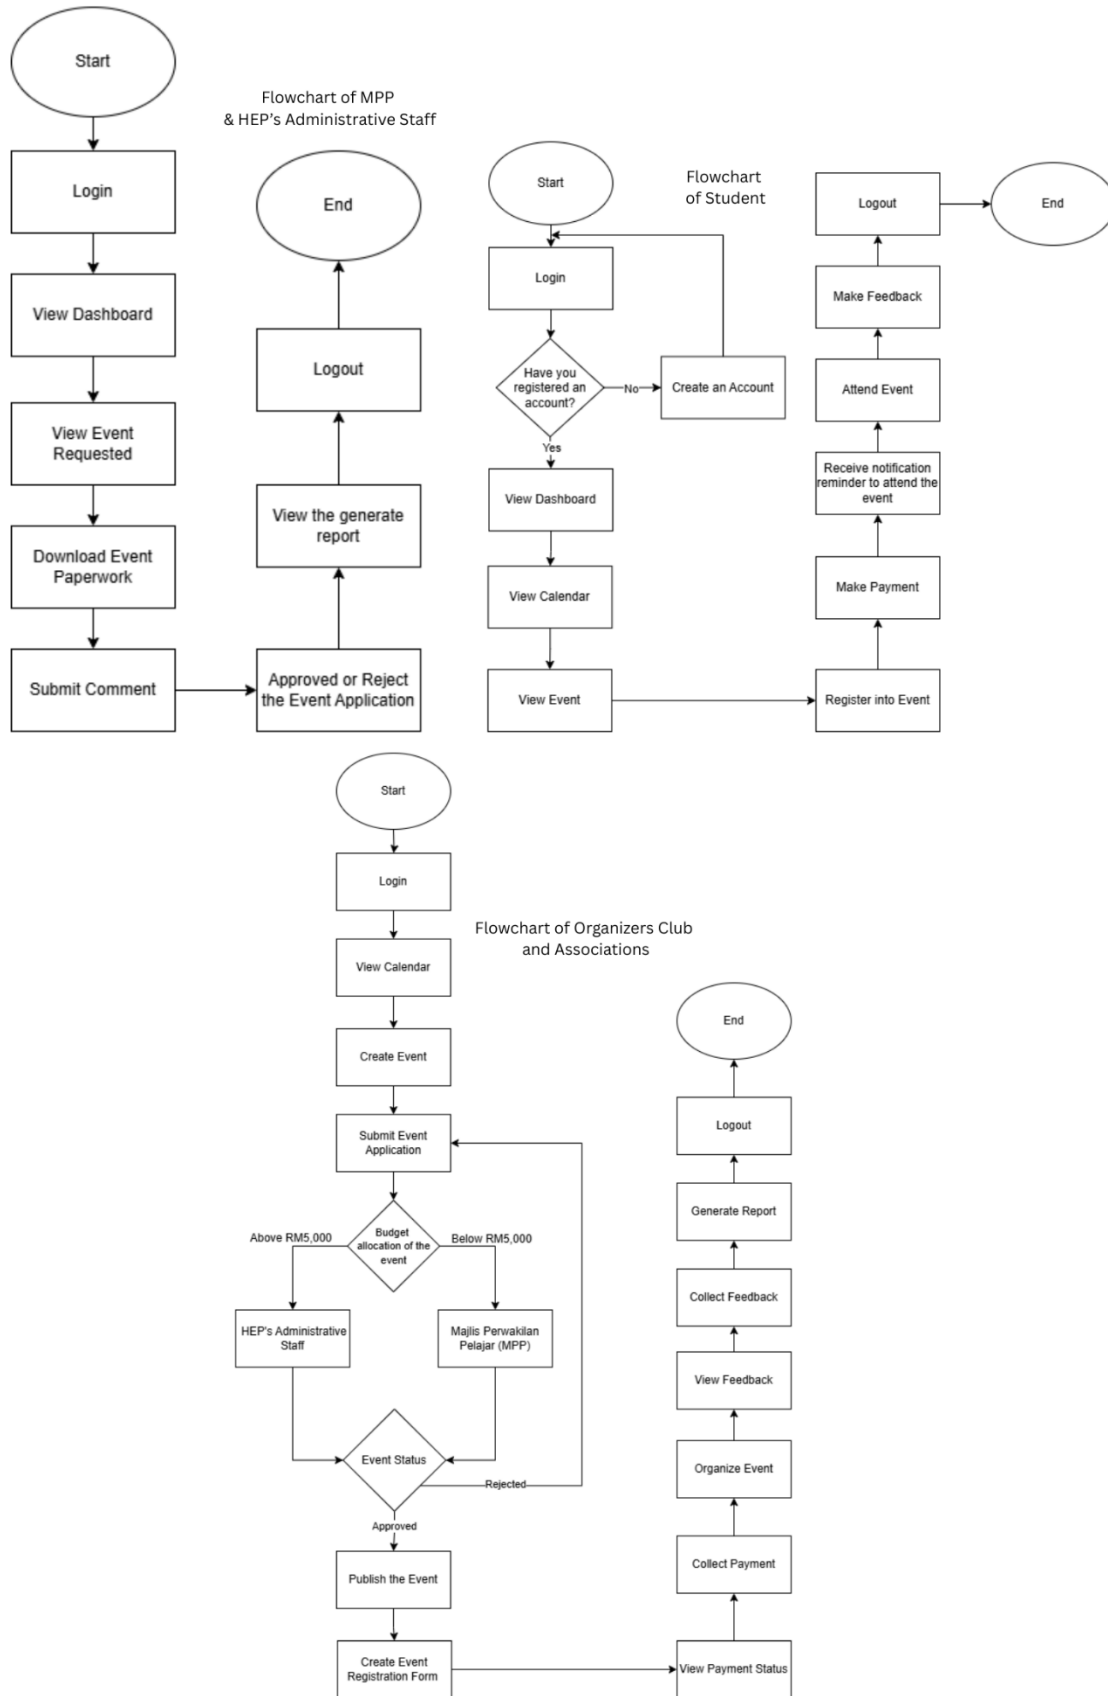 Start
Flowchart of MPP
& HEP's Administrative Staff
Login
View Dashboard
View Event
Requested
Download Event
Paperwork
Submit Comment
Approved or Reject
the Event Application
View the generate
report
Logout
End
Flowchart
of Student
Start
Login
Have you
registered an
account?
No
Create an Account
Yes
View Dashboard
View Calendar
View Event
Register into Event
Make Payment
Receive notification
reminder to attend the
event
Attend Event
Make Feedback
Logout
End
Flowchart of Organizers Club
and Associations
Start
Login
View Calendar
Create Event
Submit Event
Application
Budget
allocation of the
event
Above RM5,000
Below RM5,000
HEP's Administrative
Staff
Majlis Perwakilan
Pelajar (MPP)
Event Status
Rejected
Approved
Publish the Event
Create Event
Registration Form
View Payment Status
Collect Payment
Organize Event
View Feedback
Collect Feedback
Generate Report
Logout
End